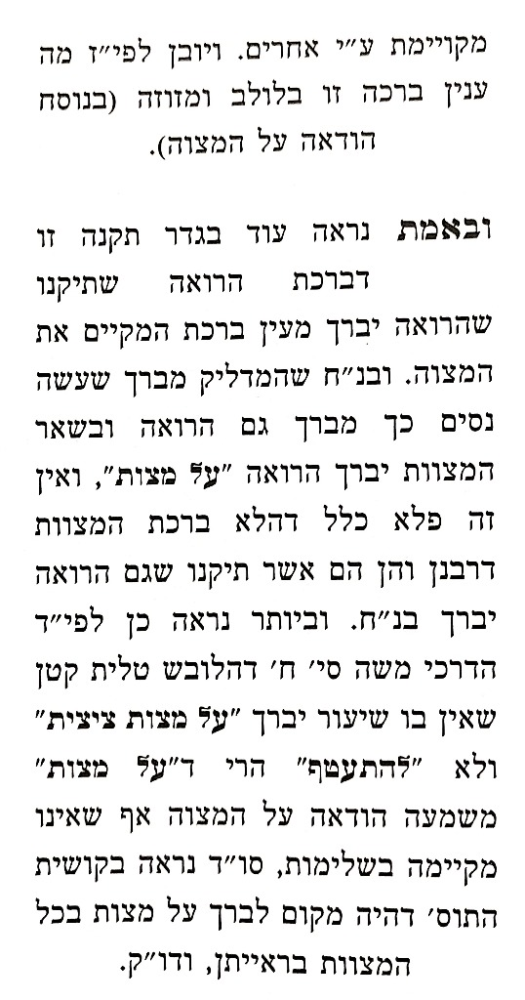 מקויימת ע״י אחרים. ויובן לפי״ז מה
ענין ברכה זו בלולב ומזוזה (בנוסח
הודאה על המצוה).
ובאמת נראה עוד בגדר תקנה זו
דברכת הרואה שתיקנו
שהרואה יברך מעין ברכת המקיים את
המצוה. ובנ״ח שהמדליק מברך שעשה
נסים כך מברך גם הרואה ובשאר
המצוות יברך הרואה ״על מצות״, ואין
זה פלא כלל דהלא ברכת המצוות
דרבנן והן הם אשר תיקנו שגם הרואה
יברך בנ״ח. וביותר נראה כן לפי״ד
הדרכי משה סי׳ ח׳ דהלובש טלית קטן
שאין בו שיעור יברך ״על מצות ציצית״
ולא ״להתעטף״ הרי ד״על מצות״
משמעה הודאה על המצוה אף שאינו
מקיימה בשלימות, סו״ד נראה בקושית
התוס׳ דהיה מקום לברך על מצות בכל
המצוות בראייתן, ודו״ק.